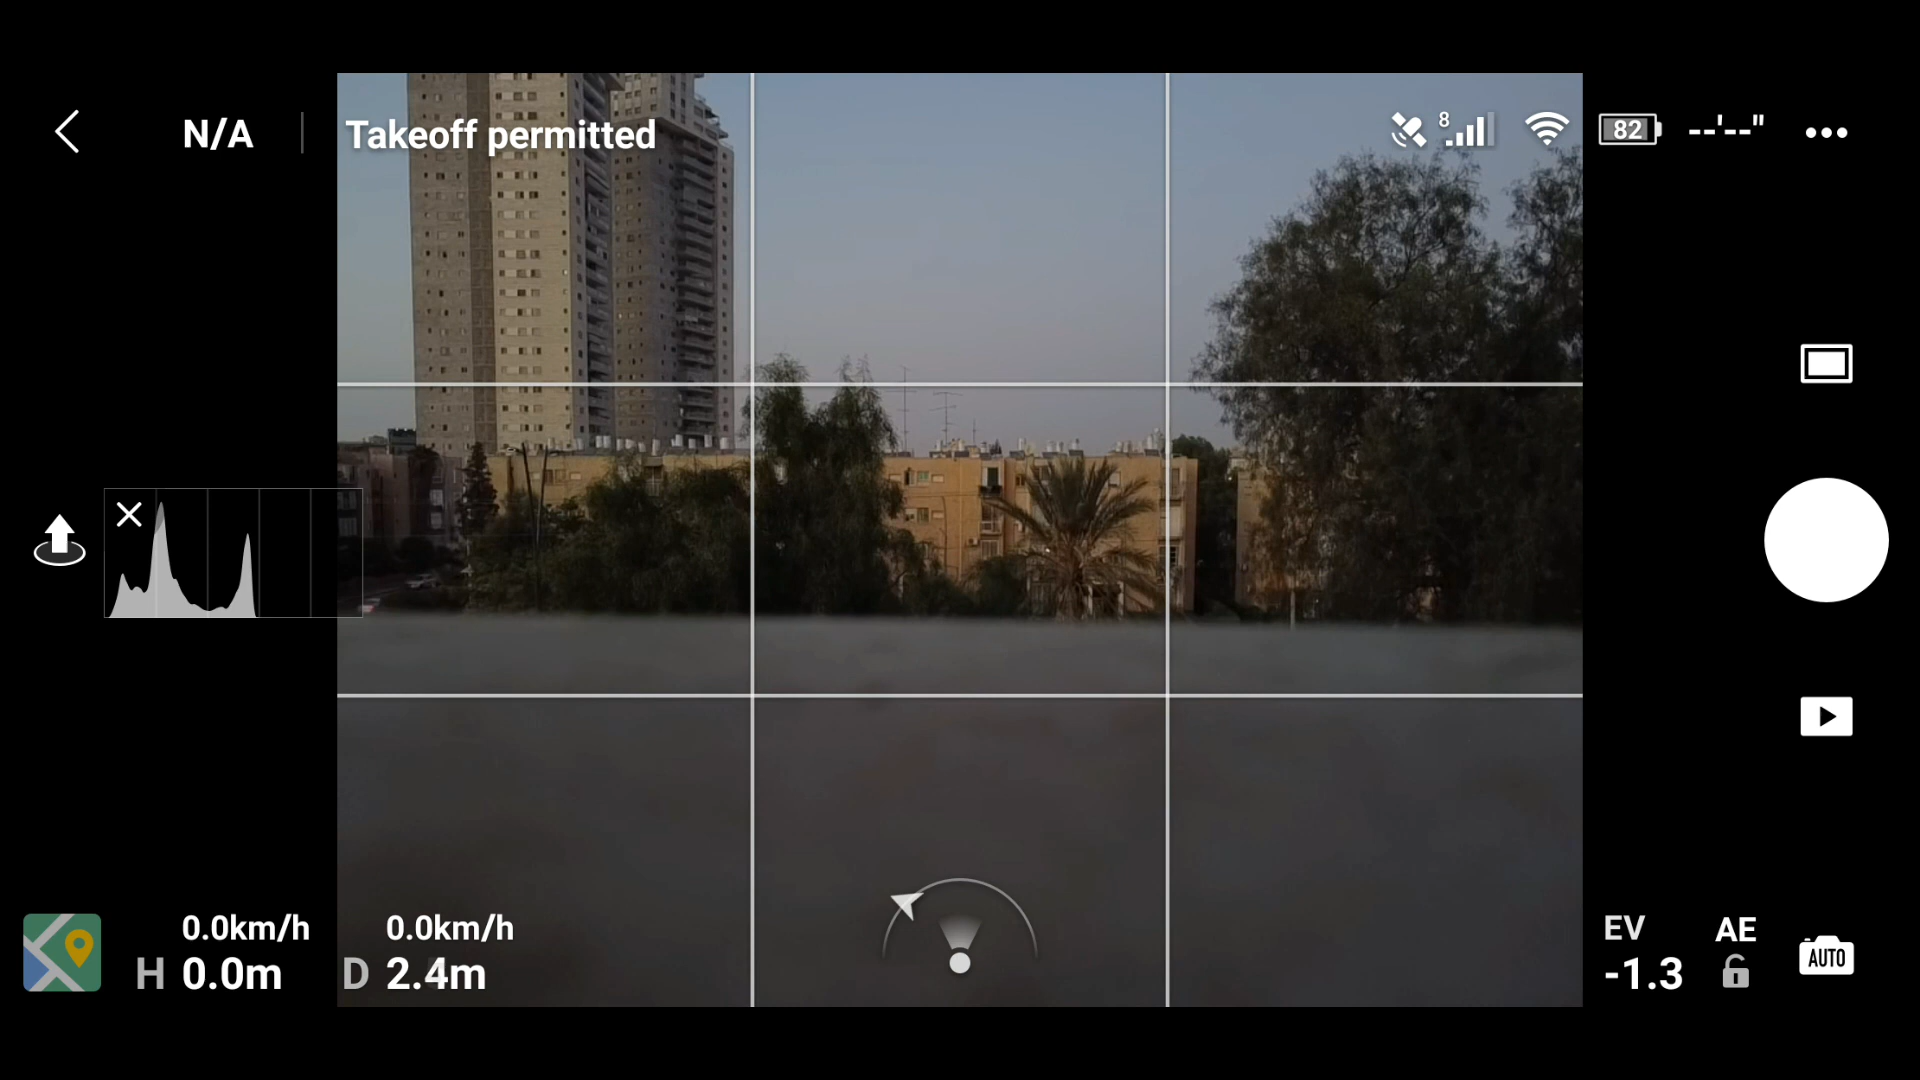 N/A
Takeoff permitted
8
82
--'--"
0.0km/h
0.0km/h
H 0.0m
D 2.4m
EV
-1.3
AE
AUTO